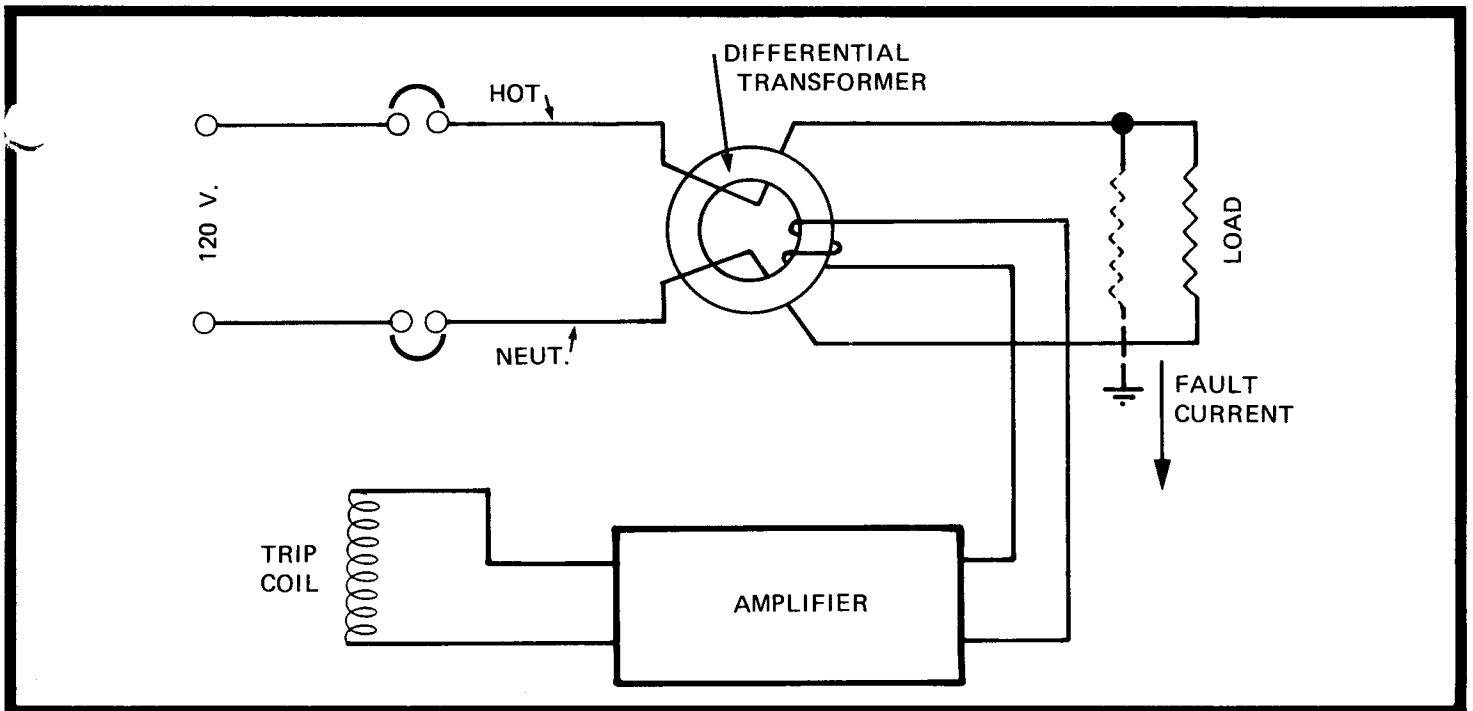 DIFFERENTIAL
TRANSFORMER
HOT
120 V.
LOAD
NEUT.
FAULT
CURRENT
TRIP
COIL
AMPLIFIER